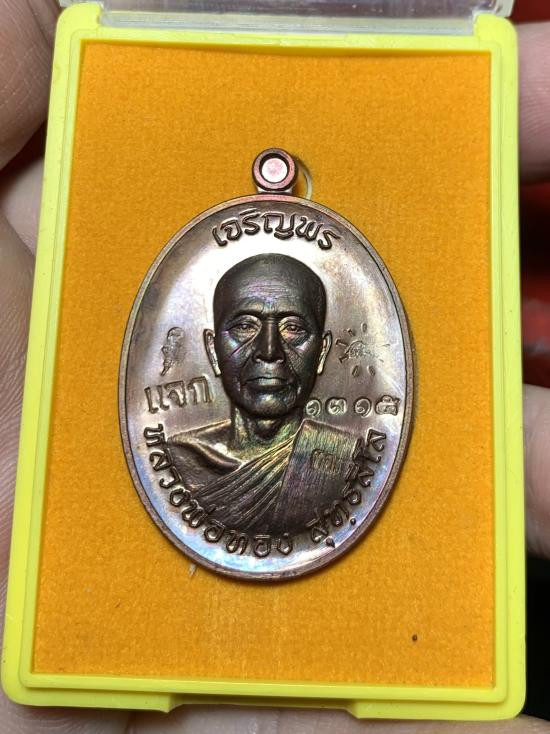 เจริญพร
แจก
๑๓๑๕
หลวงพ่อทอง สุทฺธสีโล